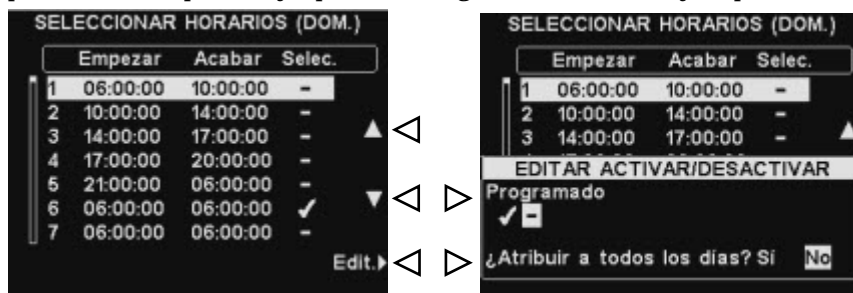 SELECCIONAR HORARIOS (DOM.)
Empezar Acabar Selec.
1 06:00:00 10:00:00 -
2 10:00:00 14:00:00 -
3 14:00:00 17:00:00 -
4 17:00:00 20:00:00 -
5 21:00:00 06:00:00 -
6 06:00:00 06:00:00 ✓
7 06:00:00 06:00:00 -
Edit.
SELECCIONAR HORARIOS (DOM.)
Empezar Acabar Selec.
1 06:00:00 10:00:00 -
2 10:00:00 14:00:00 -
3 14:00:00 17:00:00 -
EDITAR ACTIVAR/DESACTIVAR
Programado
✓ -
¿Atribuir a todos los días? Sí No